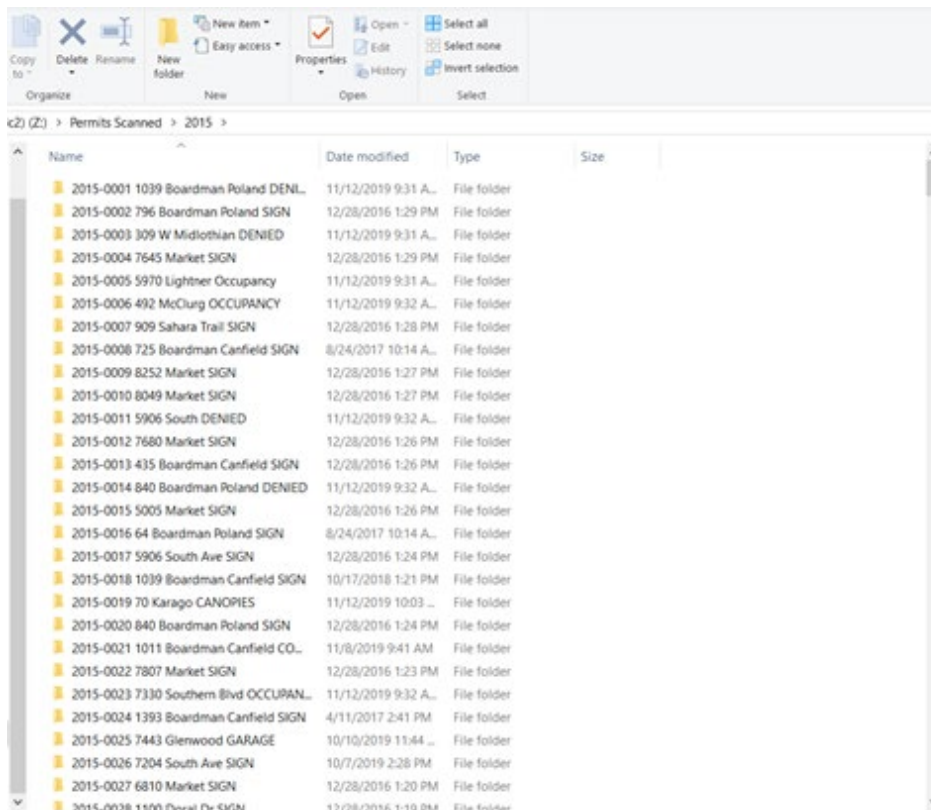 New item
Open
Select all
Easy access
Edit
Select none
Copy to
Delete
Rename
New folder
Properties
History
Invert selection
Organize
New
Open
Select
c2) (Z:) > Permits Scanned > 2015 >
Name Date modified Type Size
2015-0001 1039 Boardman Poland DENI... 11/12/2019 9:31 A... File folder
2015-0002 796 Boardman Poland SIGN 12/28/2016 1:29 PM File folder
2015-0003 309 W Midlothian DENIED 11/12/2019 9:31 A... File folder
2015-0004 7645 Market SIGN 12/28/2016 1:29 PM File folder
2015-0005 5970 Lightner Occupancy 11/12/2019 9:31 A... File folder
2015-0006 492 McClurg OCCUPANCY 11/12/2019 9:32 A... File folder
2015-0007 909 Sahara Trail SIGN 12/28/2016 1:28 PM File folder
2015-0008 725 Boardman Canfield SIGN 8/24/2017 10:14 A... File folder
2015-0009 8252 Market SIGN 12/28/2016 1:27 PM File folder
2015-0010 8049 Market SIGN 12/28/2016 1:27 PM File folder
2015-0011 5906 South DENIED 11/12/2019 9:32 A... File folder
2015-0012 7680 Market SIGN 12/28/2016 1:26 PM File folder
2015-0013 435 Boardman Canfield SIGN 12/28/2016 1:26 PM File folder
2015-0014 840 Boardman Poland DENIED 11/12/2019 9:32 A... File folder
2015-0015 5005 Market SIGN 12/28/2016 1:26 PM File folder
2015-0016 64 Boardman Poland SIGN 8/24/2017 10:14 A... File folder
2015-0017 5906 South Ave SIGN 12/28/2016 1:24 PM File folder
2015-0018 1039 Boardman Canfield SIGN 10/17/2018 1:21 PM File folder
2015-0019 70 Karago CANOPIES 11/12/2019 10:03 ... File folder
2015-0020 840 Boardman Poland SIGN 12/28/2016 1:24 PM File folder
2015-0021 1011 Boardman Canfield CO... 11/8/2019 9:41 AM File folder
2015-0022 7807 Market SIGN 12/28/2016 1:23 PM File folder
2015-0023 7330 Southern Blvd OCCUPAN... 11/12/2019 9:32 A... File folder
2015-0024 1393 Boardman Canfield SIGN 4/11/2017 2:41 PM File folder
2015-0025 7443 Glenwood GARAGE 10/10/2019 11:44 ... File folder
2015-0026 7204 South Ave SIGN 10/7/2019 2:28 PM File folder
2015-0027 6810 Market SIGN 12/28/2016 1:20 PM File folder
2015-0028 1100 Doral Dr SIGN 12/28/2016 1:19 PM File folder